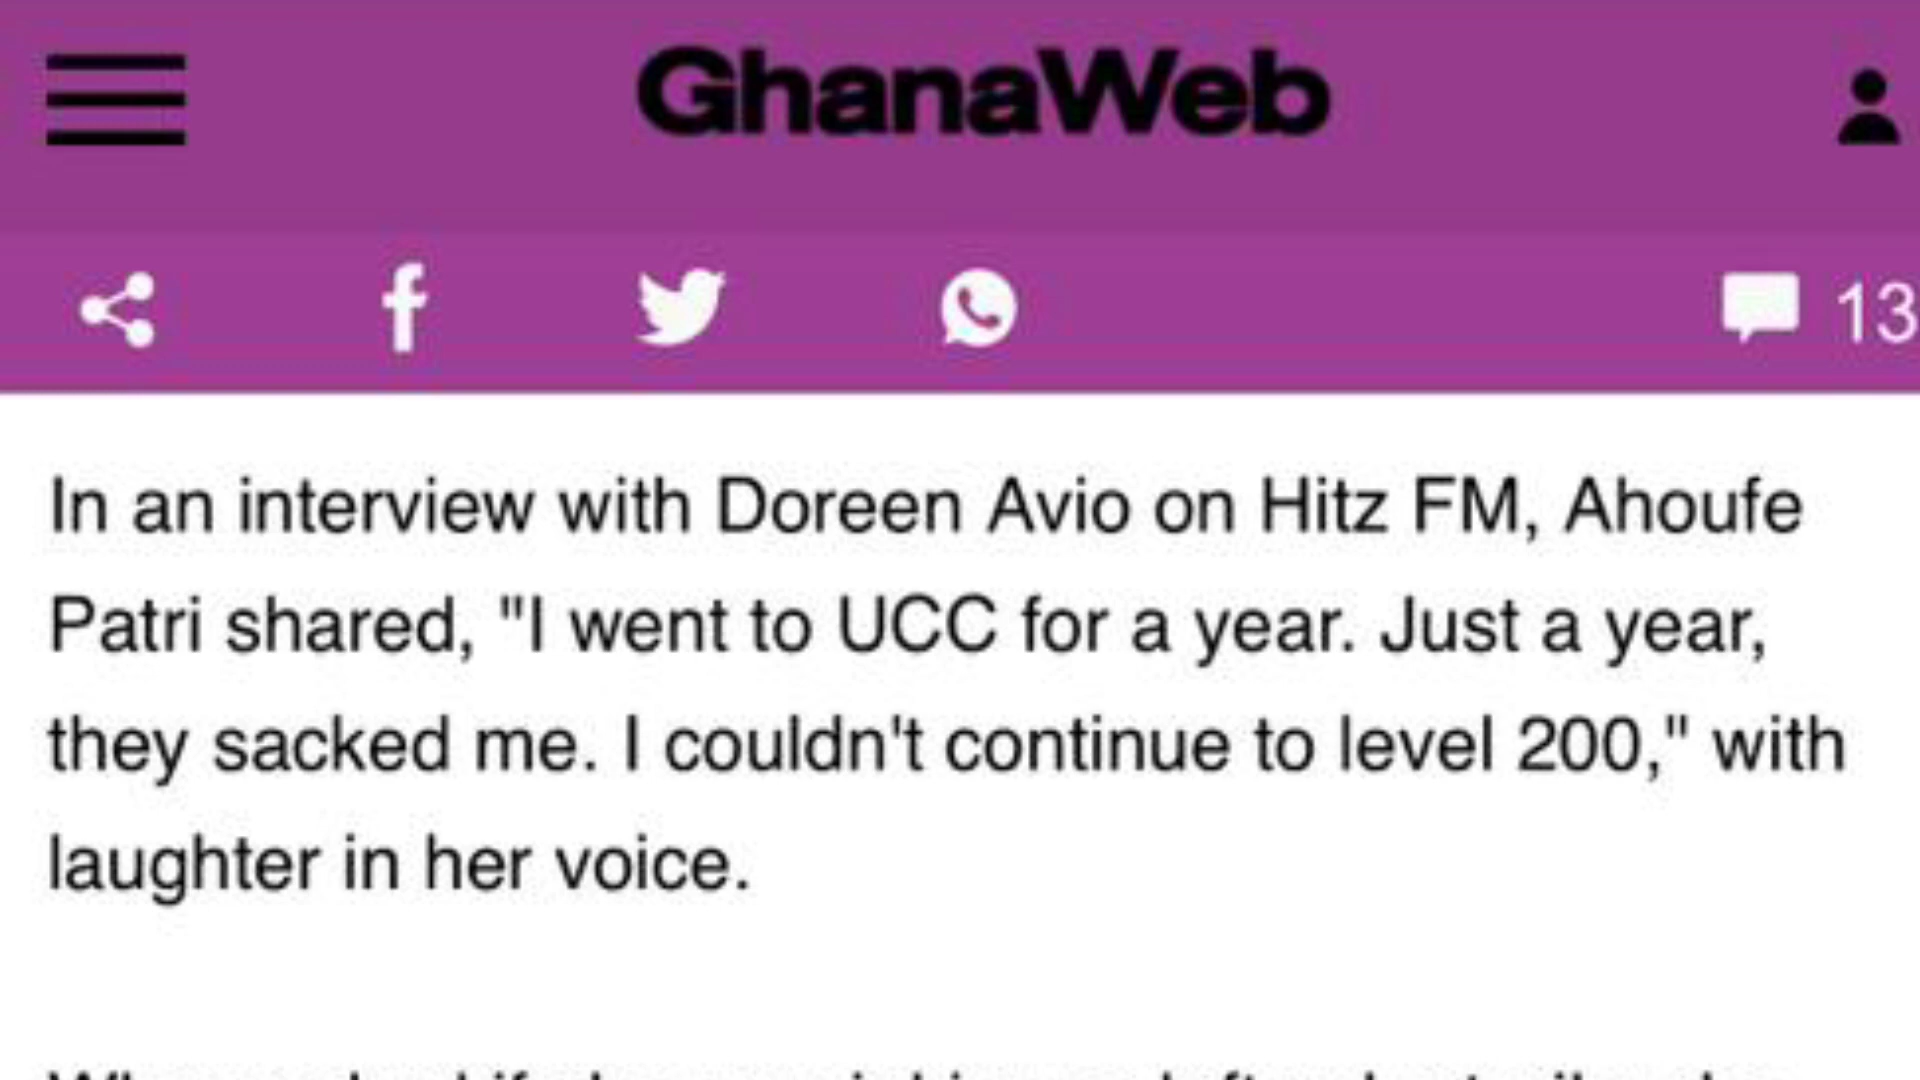 GhanaWeb
13
In an interview with Doreen Avio on Hitz FM, Ahoufe
Patri shared, "I went to UCC for a year. Just a year,
they sacked me. I couldn't continue to level 200," with
laughter in her voice.